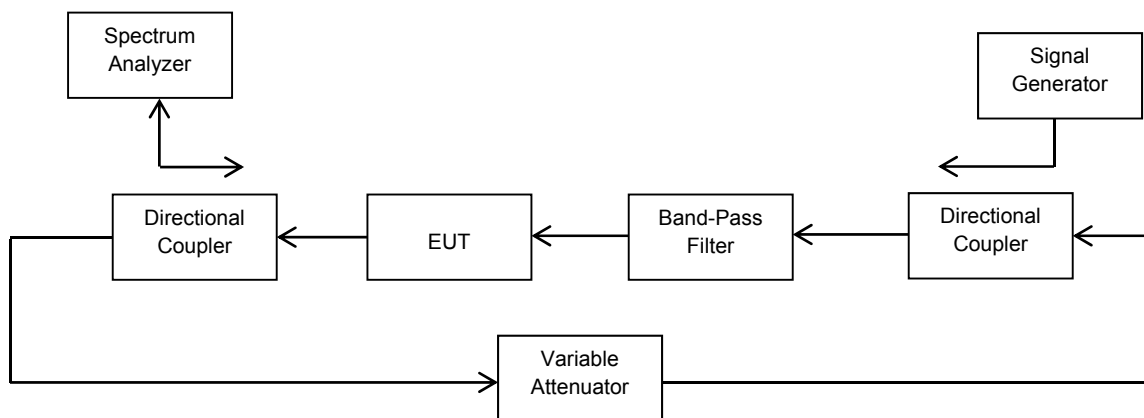 Spectrum
Analyzer
Signal
Generator
Directional
Coupler
EUT
Band-Pass
Filter
Directional
Coupler
Variable
Attenuator